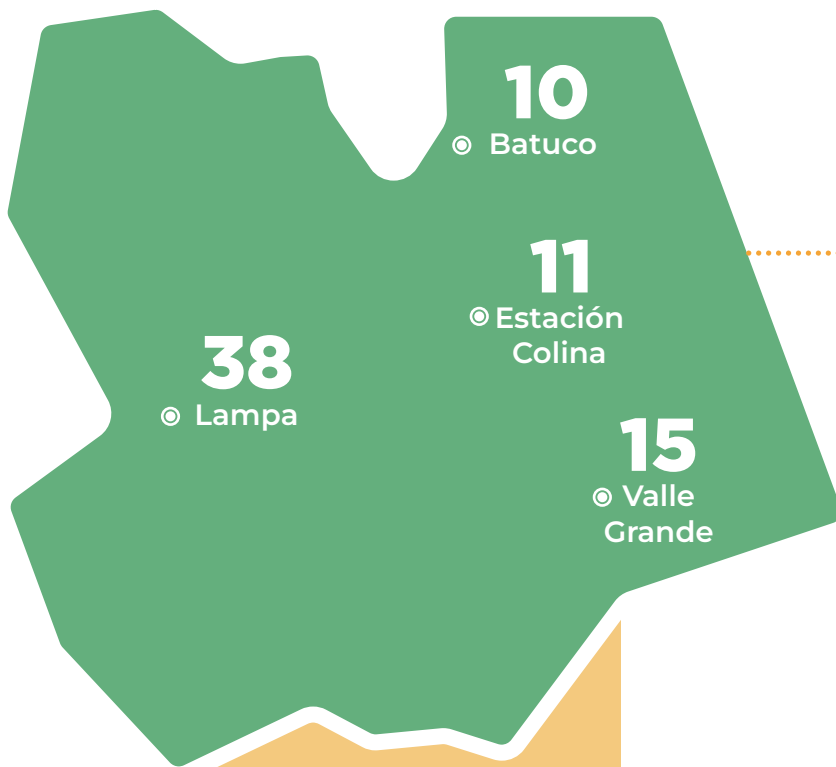 10
Batuco
11
Estación
Colina
38
Lampa
15
Valle
Grande